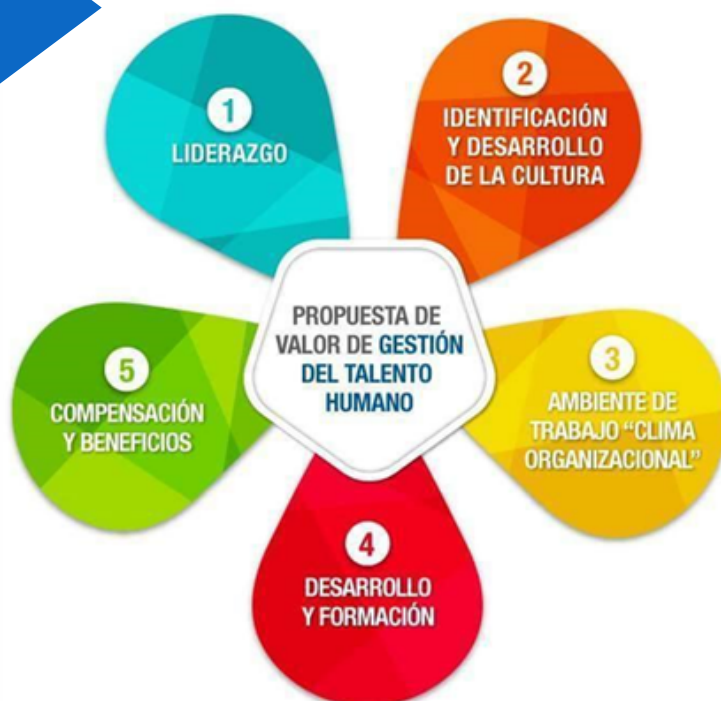 1
LIDERAZGO
2
IDENTIFICACIÓN
Y DESARROLLO
DE LA CULTURA
PROPUESTA DE
VALOR DE GESTIÓN
DEL TALENTO
HUMANO
3
AMBIENTE DE
TRABAJO “CLIMA
ORGANIZACIONAL”
4
DESARROLLO
Y FORMACIÓN
5
COMPENSACIÓN
Y BENEFICIOS